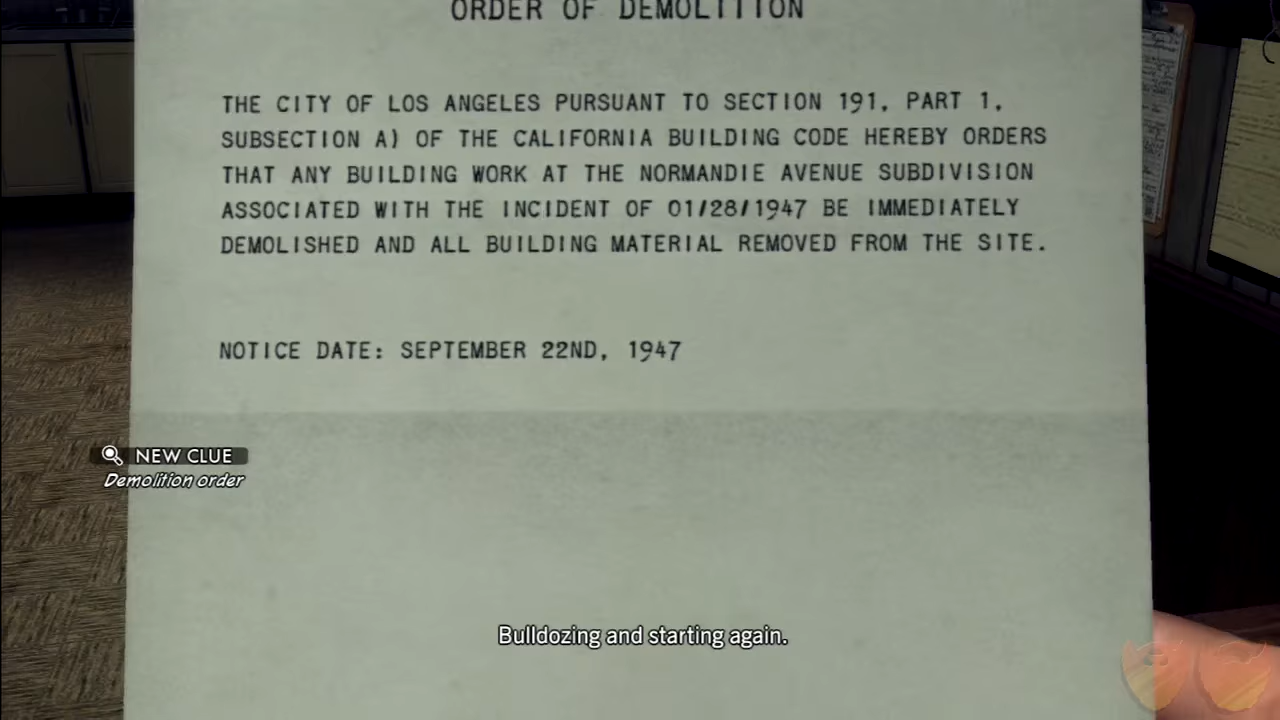 ORDER OF DEMOLITION
THE CITY OF LOS ANGELES PURSUANT TO SECTION 191, PART 1,
SUBSECTION A) OF THE CALIFORNIA BUILDING CODE HEREBY ORDERS
THAT ANY BUILDING WORK AT THE NORMANDIE AVENUE SUBDIVISION
ASSOCIATED WITH THE INCIDENT OF 01/28/1947 BE IMMEDIATELY
DEMOLISHED AND ALL BUILDING MATERIAL REMOVED FROM THE SITE.
NOTICE DATE: SEPTEMBER 22ND, 1947
NEW CLUE
Demolition order
Bulldozing and starting again.